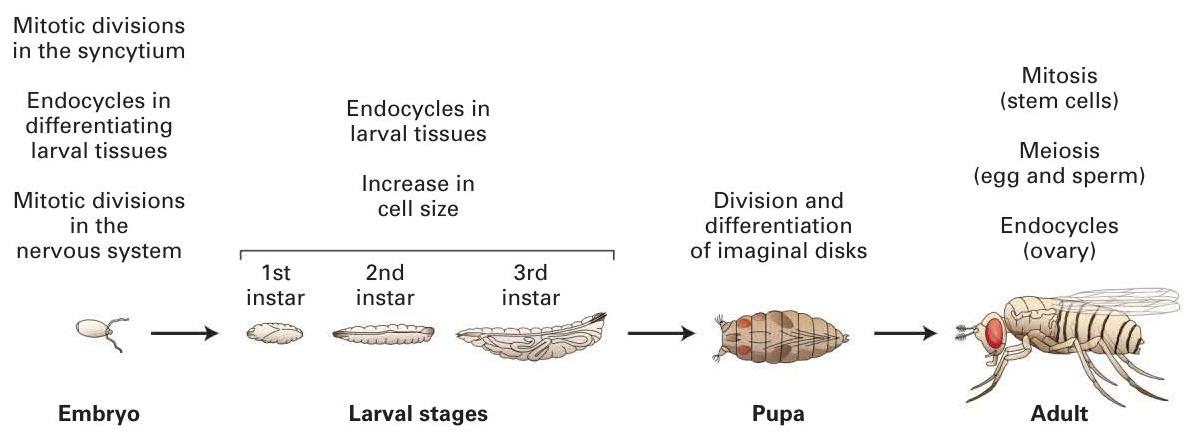 Mitotic divisions
in the syncytium
Endocycles in
differentiating
larval tissues
Mitotic divisions
in the
nervous system
Endocycles in
larval tissues
Increase in
cell size
1st
instar
2nd
instar
3rd
instar
Division and
differentiation
of imaginal disks
Mitosis
(stem cells)
Meiosis
(egg and sperm)
Endocycles
(ovary)
Embryo
Larval stages
Pupa
Adult